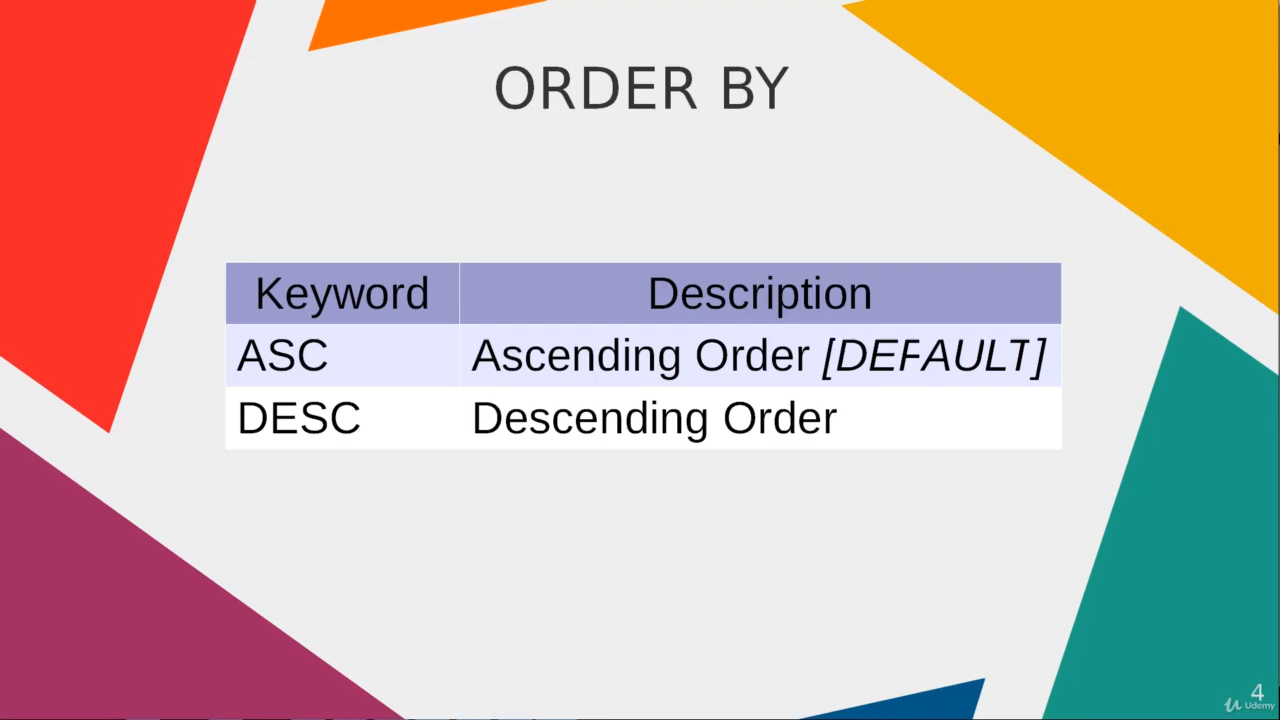 ORDER BY
Keyword Description
ASC Ascending Order [DEFAULT]
DESC Descending Order
4
Udemy